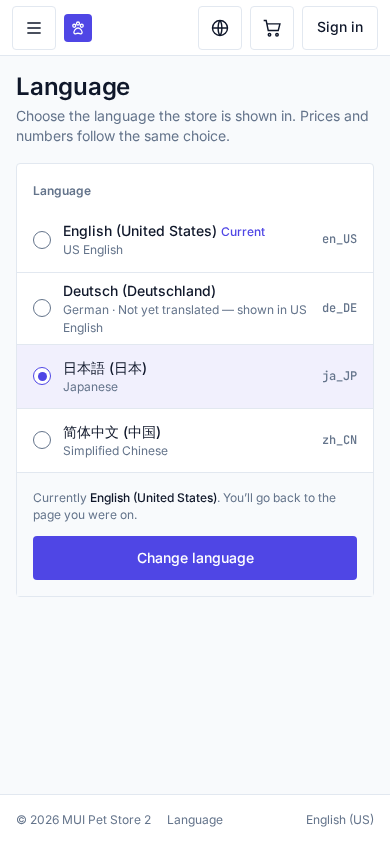 Sign in
Language
Choose the language the store is shown in. Prices and
numbers follow the same choice.
Language
English (United States) Current
US English
en_US
Deutsch (Deutschland)
German · Not yet translated — shown in US
English
de_DE
日本語 (日本)
Japanese
ja_JP
简体中文 (中国)
Simplified Chinese
zh_CN
Currently English (United States). You’ll go back to the
page you were on.
Change language
© 2026 MUI Pet Store 2 Language English (US)